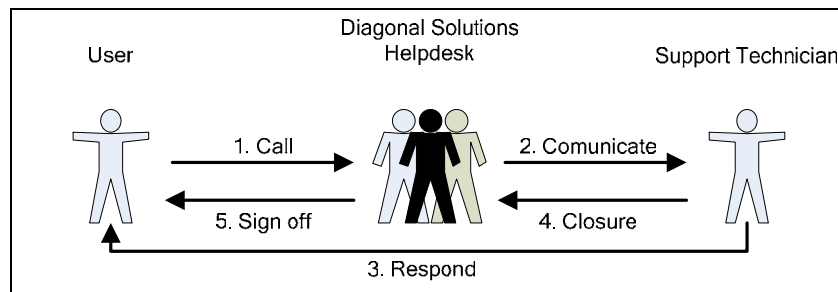 User
Diagonal Solutions
Helpdesk
Support Technician
1. Call
2. Comunicate
5. Sign off
4. Closure
3. Respond